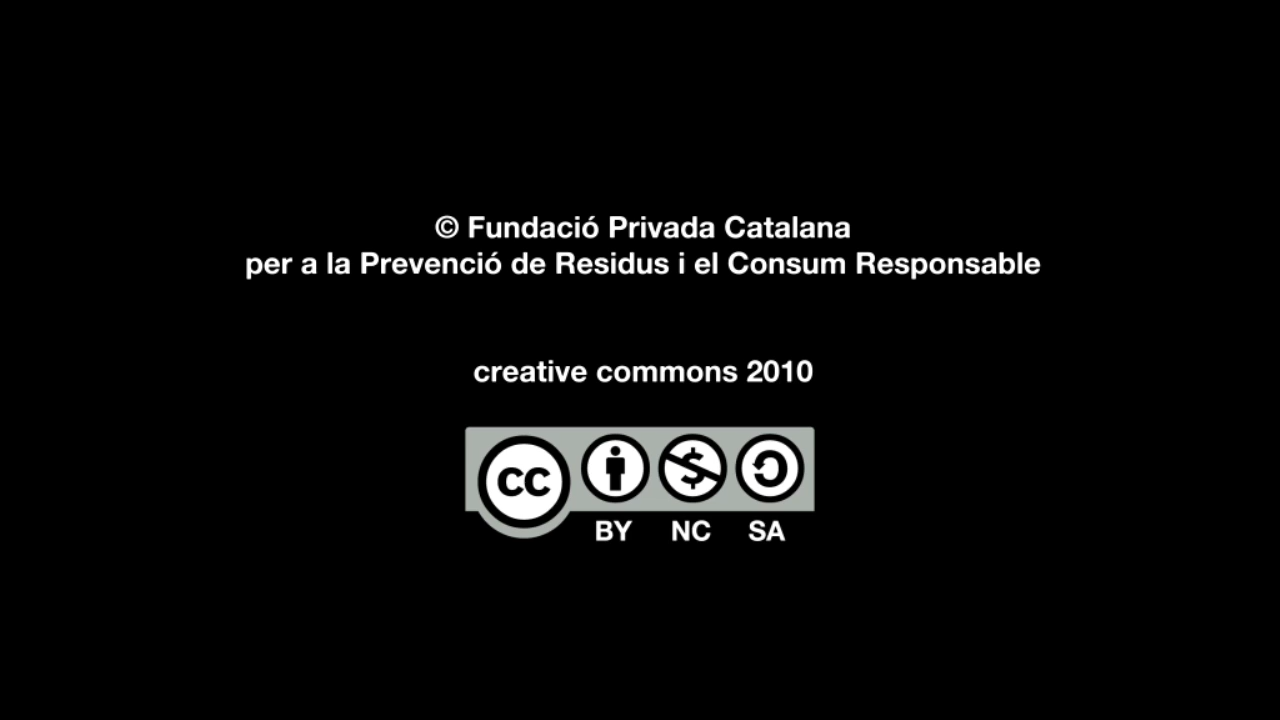 © Fundació Privada Catalana
per a la Prevenció de Residus i el Consum Responsable
creative commons 2010
cc
BY NC SA